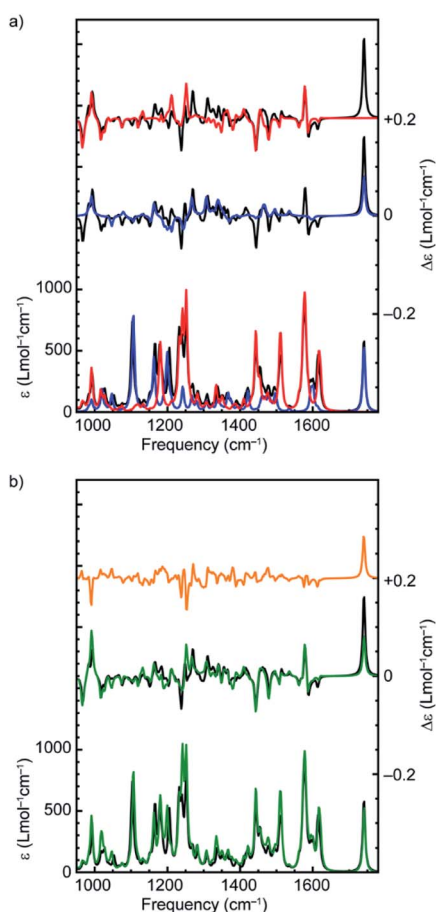 a)
+0.2
0
Δε (Lmol⁻¹cm⁻¹)
−0.2
1000
500
0
ε (Lmol⁻¹cm⁻¹)
1000 1200 1400 1600
Frequency (cm⁻¹)
b)
+0.2
0
Δε (Lmol⁻¹cm⁻¹)
−0.2
1000
500
0
ε (Lmol⁻¹cm⁻¹)
1000 1200 1400 1600
Frequency (cm⁻¹)